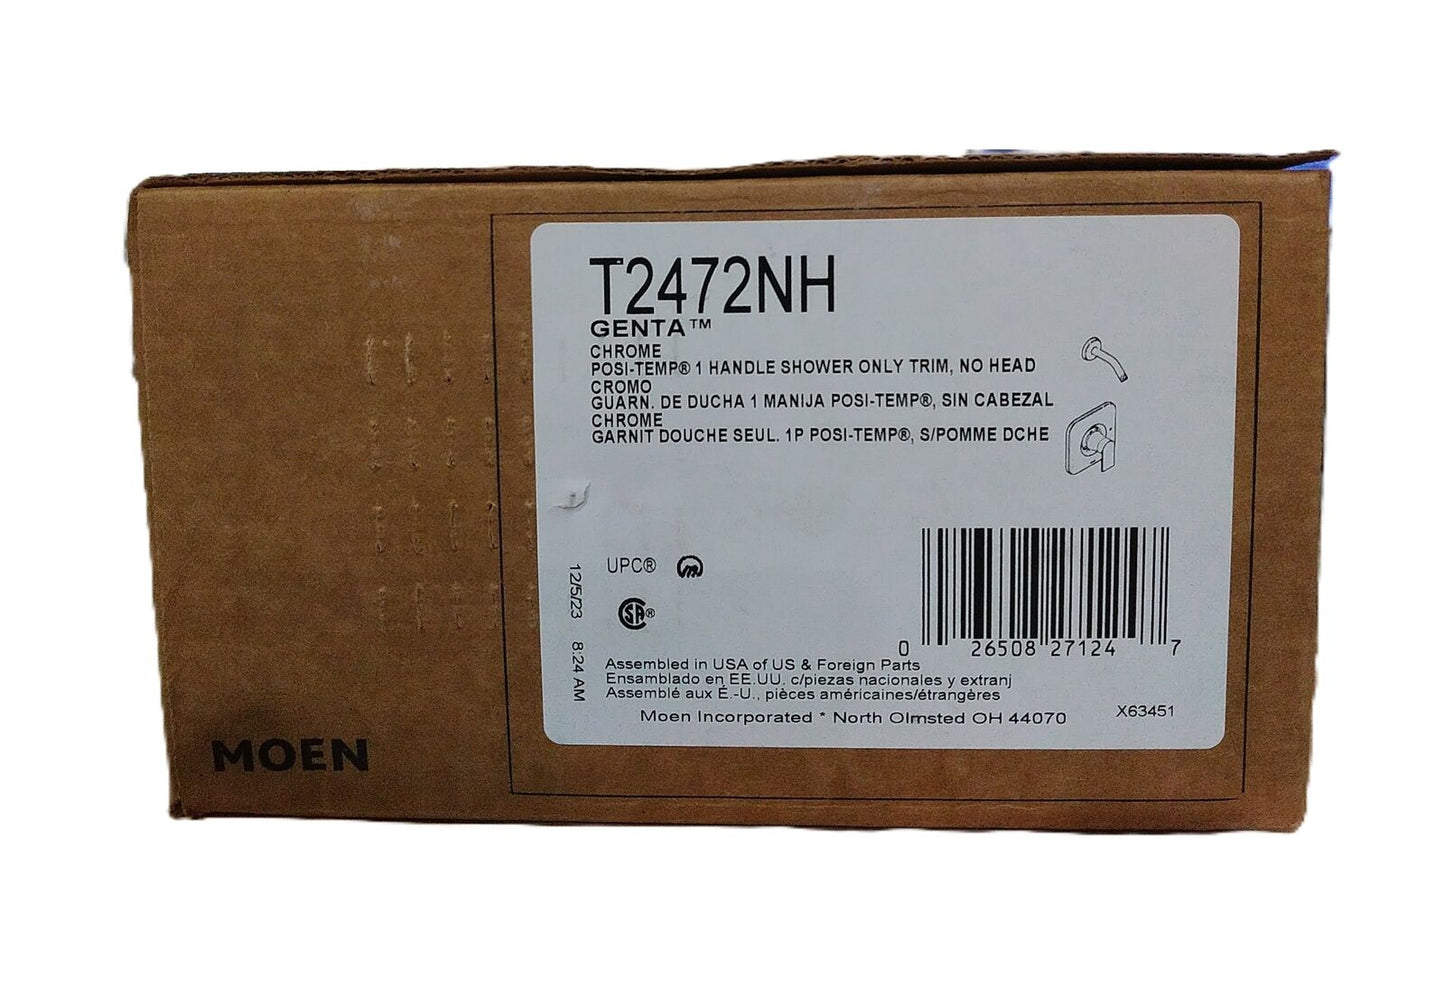 T2472NH
GENTA™
CHROME
POSI-TEMP® 1 HANDLE SHOWER ONLY TRIM, NO HEAD
CROMO
GUARN. DE DUCHA 1 MANIJA POSI-TEMP®, SIN CABEZAL
CHROME
GARNIT DOUCHE SEUL. 1P POSI-TEMP®, S/POMME DCHE
UPC®
12/5/23 8:24 AM
SA®
0 26508 27124 7
Assembled in USA of US & Foreign Parts
Ensamblado en EE.UU. c/piezas nacionales y extranj
Assemblé aux É.-U., pièces américaines/étrangères
Moen Incorporated * North Olmsted OH 44070
X63451
MOEN